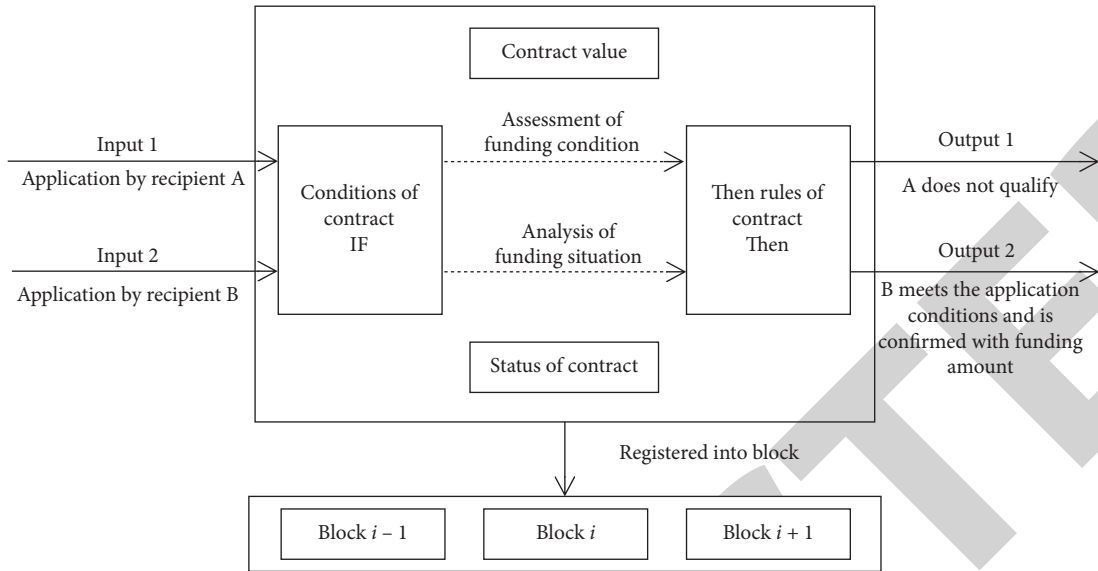 Contract value
Input 1
Application by recipient A
Input 2
Application by recipient B
Conditions of
contract
IF
Assessment of
funding condition
Analysis of
funding situation
Then rules of
contract
Then
Output 1
A does not qualify
Output 2
B meets the application
conditions and is
confirmed with funding
amount
Status of contract
Registered into block
Block i – 1
Block i
Block i + 1